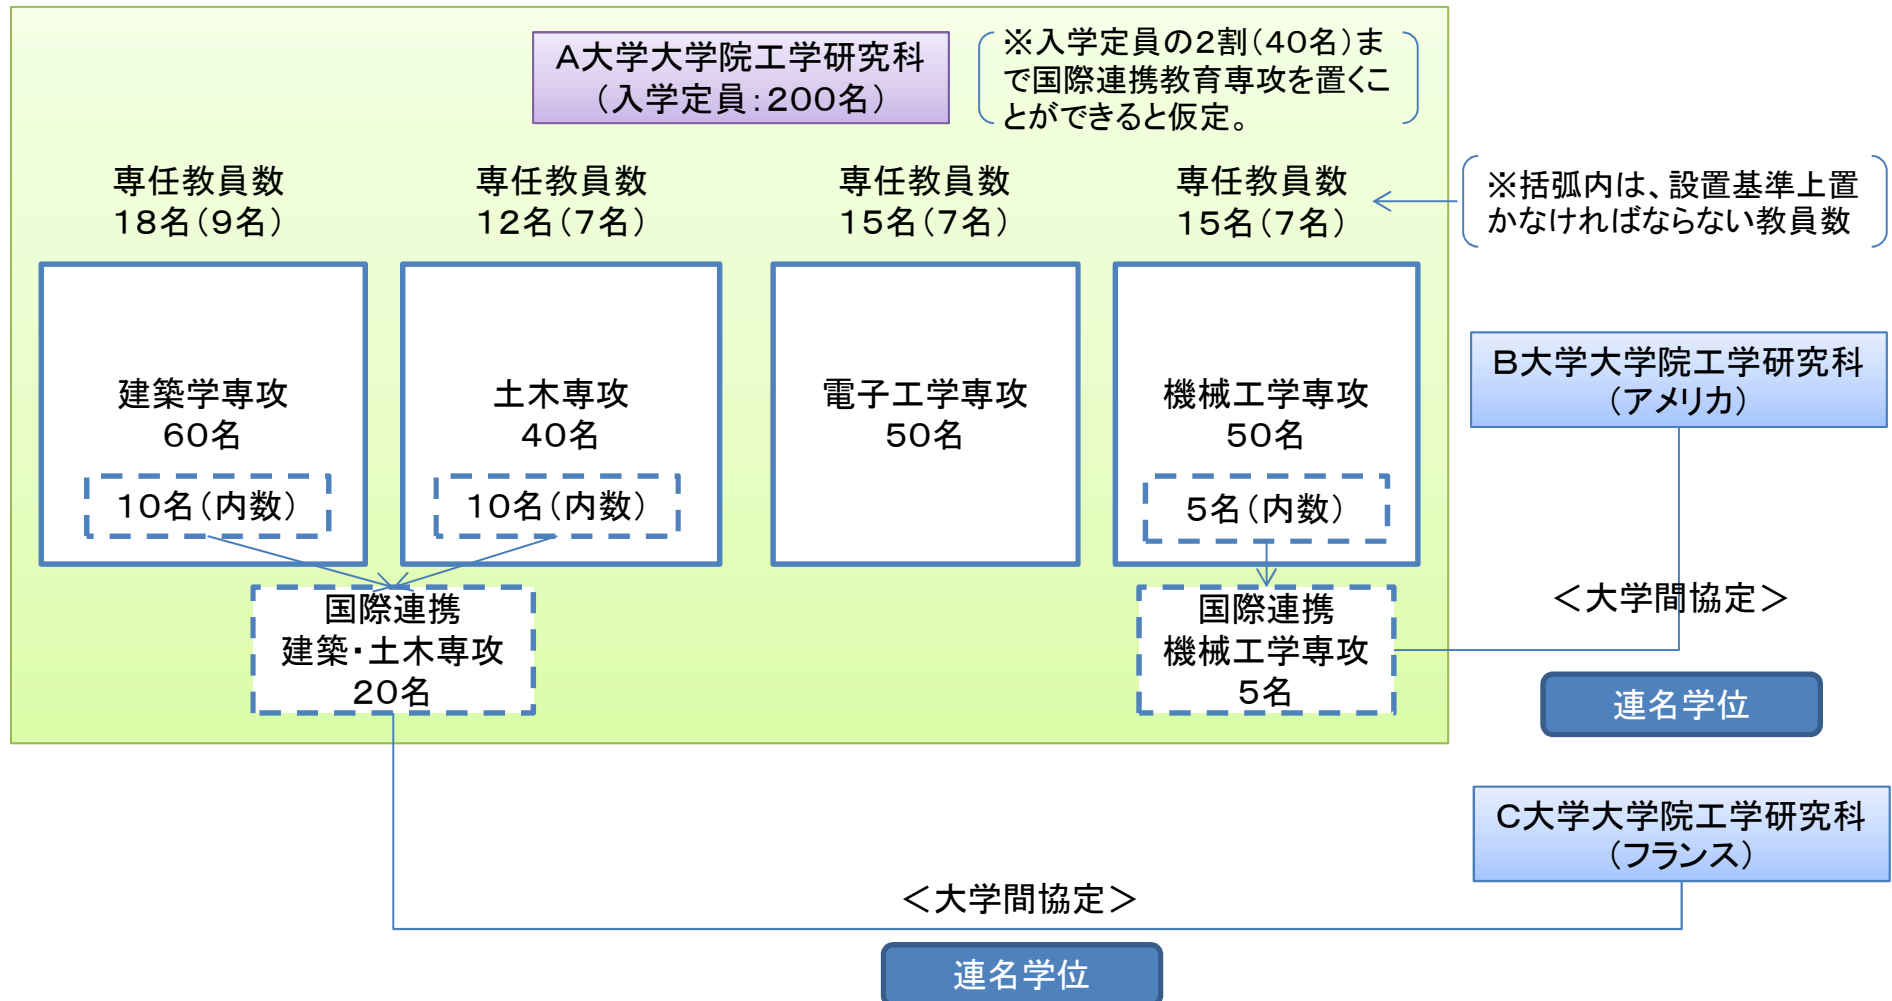 A大学大学院工学研究科
（入学定員：200名）
※入学定員の2割（40名）ま
で国際連携教育専攻を置くこ
とができると仮定。
専任教員数
18名（9名）
専任教員数
12名（7名）
専任教員数
15名（7名）
専任教員数
15名（7名）
※括弧内は、設置基準上置
かなければならない教員数
建築学専攻
60名
10名（内数）
土木専攻
40名
10名（内数）
電子工学専攻
50名
機械工学専攻
50名
5名（内数）
B大学大学院工学研究科
（アメリカ）
国際連携
建築・土木専攻
20名
国際連携
機械工学専攻
5名
＜大学間協定＞
連名学位
C大学大学院工学研究科
（フランス）
＜大学間協定＞
連名学位